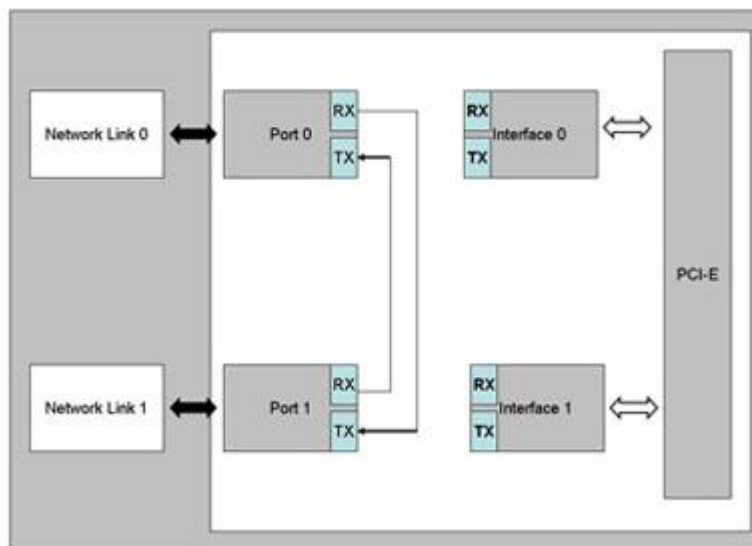 Network Link 0
Port 0
RX
TX
RX
TX
Interface 0
PCI-E
Network Link 1
Port 1
RX
TX
RX
TX
Interface 1